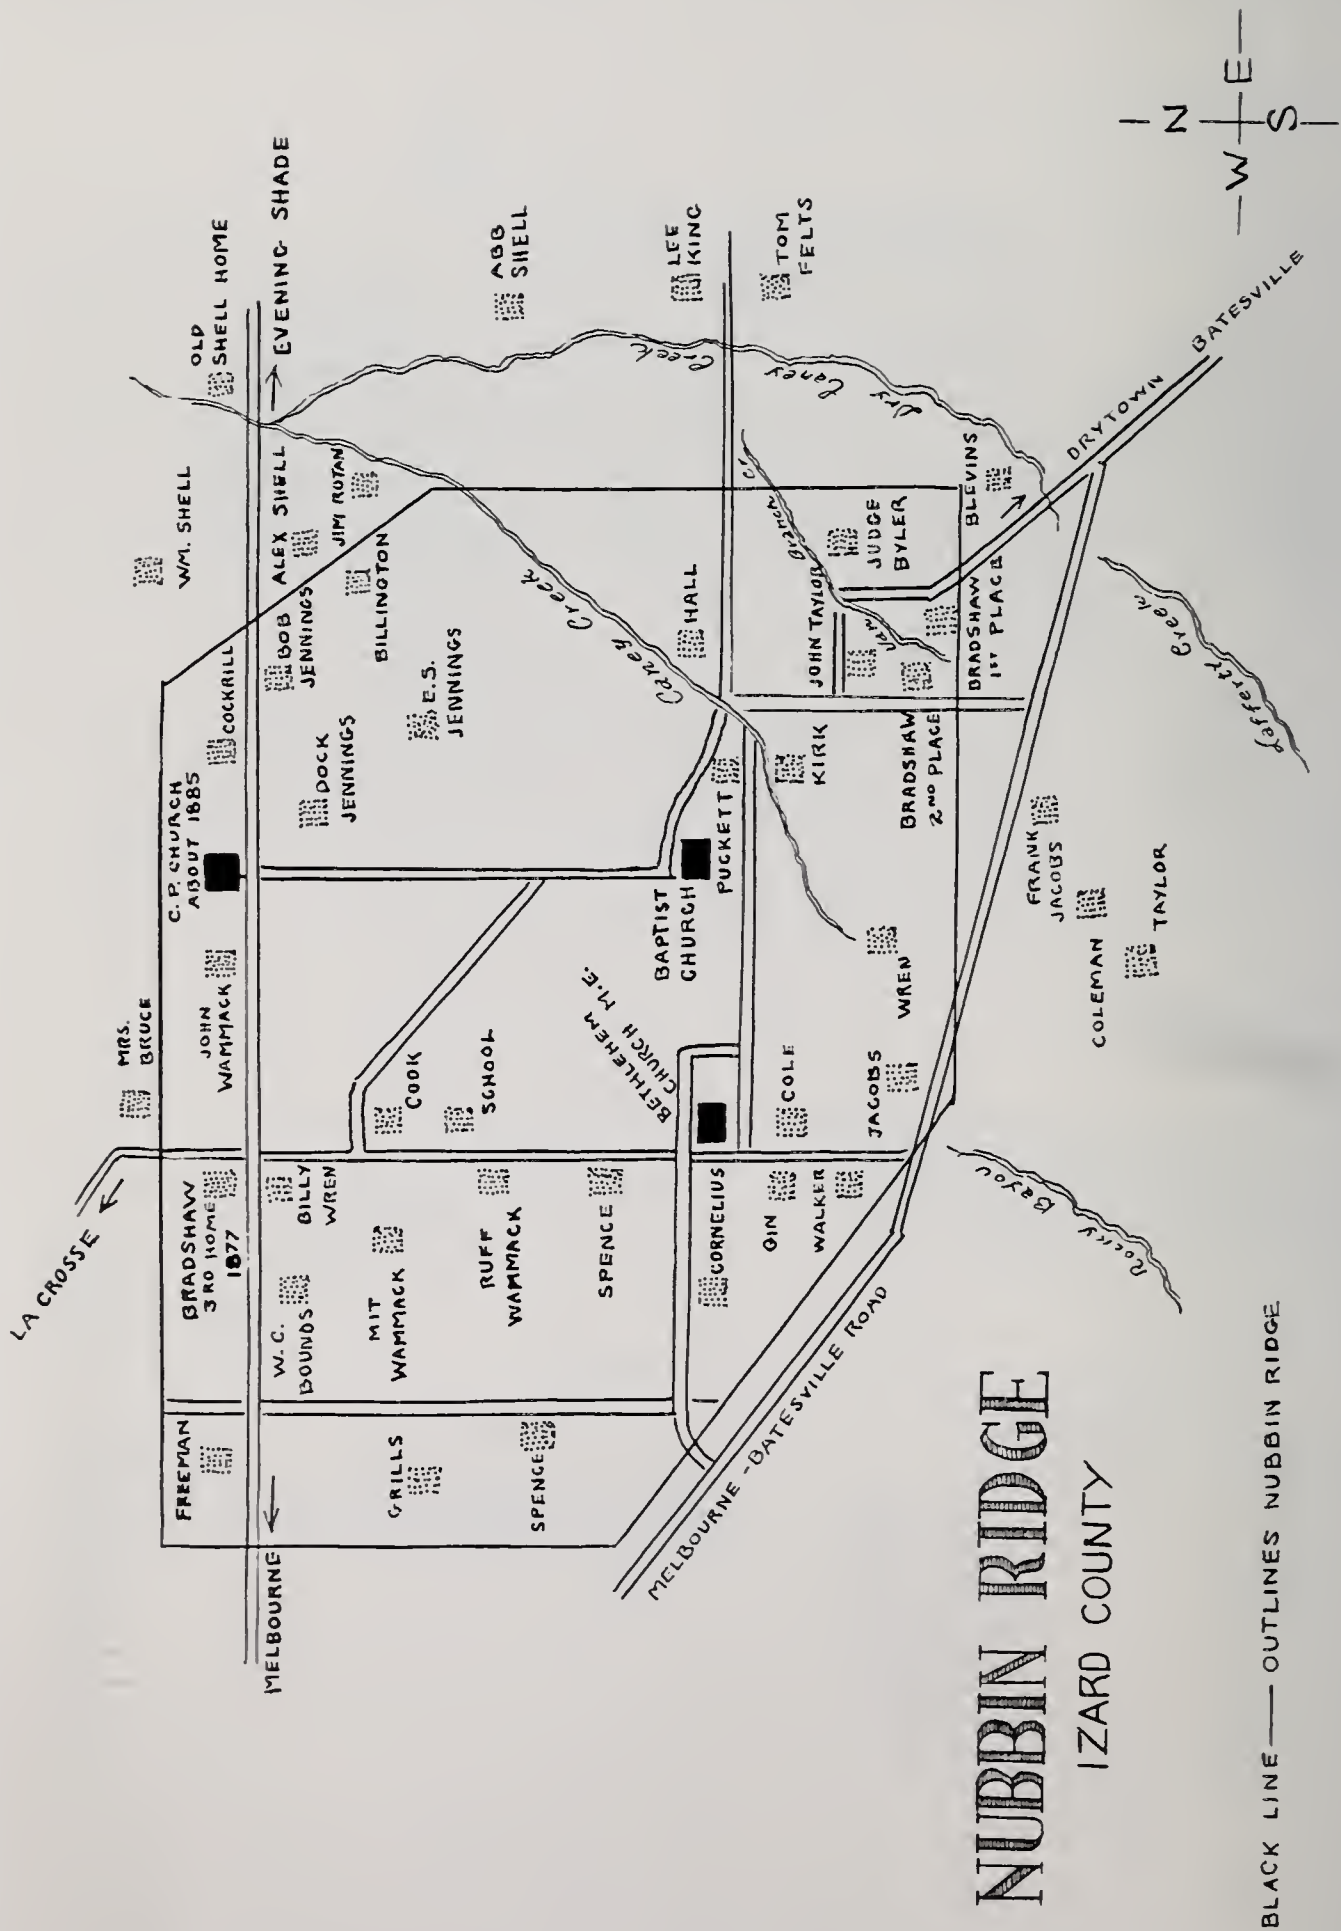 LA CROSSE
MRS.
BRUCE
WM. SHELL
OLD
SHELL HOME
FREEMAN
BRADSHAW
3RD HOME
1877
JOHN
WAMMACK
C. P. CHURCH
ABOUT 1885
COCKRILL
MELBOURNE
EVENING SHADE
W. C.
BOUNDS
BILLY
WREN
DOCK
JENNINGS
BOB
JENNINGS
ALEX SHELL
JIM RUTAN
BILLINGTON
E.S.
JENNINGS
ABB
SHELL
GRILLS
MIT
WAMMACK
COOK
SCHOOL
RUFF
WAMMACK
SPENCE
SPENCE
BETHLEHEM M.E.
CHURCH
BAPTIST
CHURCH
Caney Creek
HALL
LEE
KING
TOM
FELTS
Dry Caney Creek
CORNELIUS
PUCKETT
GIN
WALKER
COLE
JACOBS
WREN
KIRK
JOHN TAYLOR
Branch Cr.
JUDGE
BYLER
BRADSHAW
2ND PLACE
BRADSHAW
1ST PLACE
BLEVINS
DRYTOWN
BATESVILLE
MELBOURNE - BATESVILLE ROAD
Rocky Bayou
FRANK
JACOBS
COLEMAN
TAYLOR
Lafferty Creek
N
W E
S
NUBBIN RIDGE
IZARD COUNTY
BLACK LINE — OUTLINES NUBBIN RIDGE